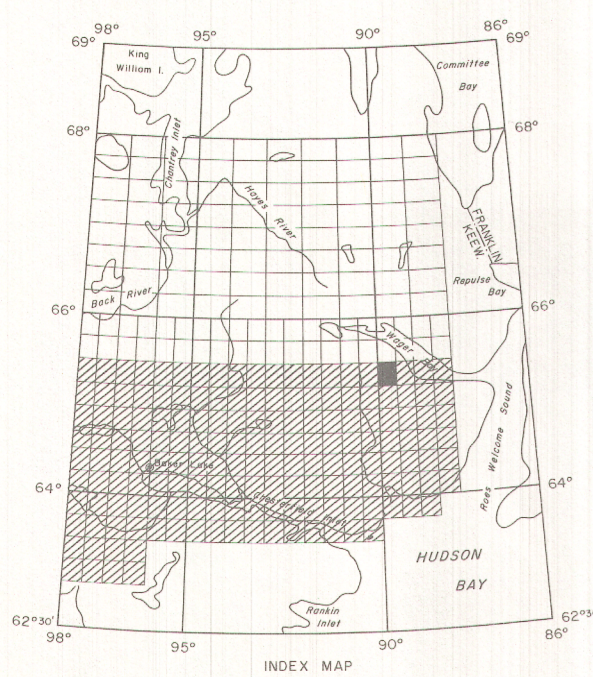 98°
95°
90°
86°
69°
69°
King
William I.
Committee
Bay
68°
68°
Chantrey Inlet
Hayes
River
FRANKLIN
KEEW.
Repulse
Bay
Back River
66°
66°
Wager Bay
Baker Lake
Roes Welcome Sound
64°
64°
Chesterfield Inlet
HUDSON
BAY
Rankin
Inlet
62°30'
62°30'
98°
95°
90°
86°
INDEX MAP